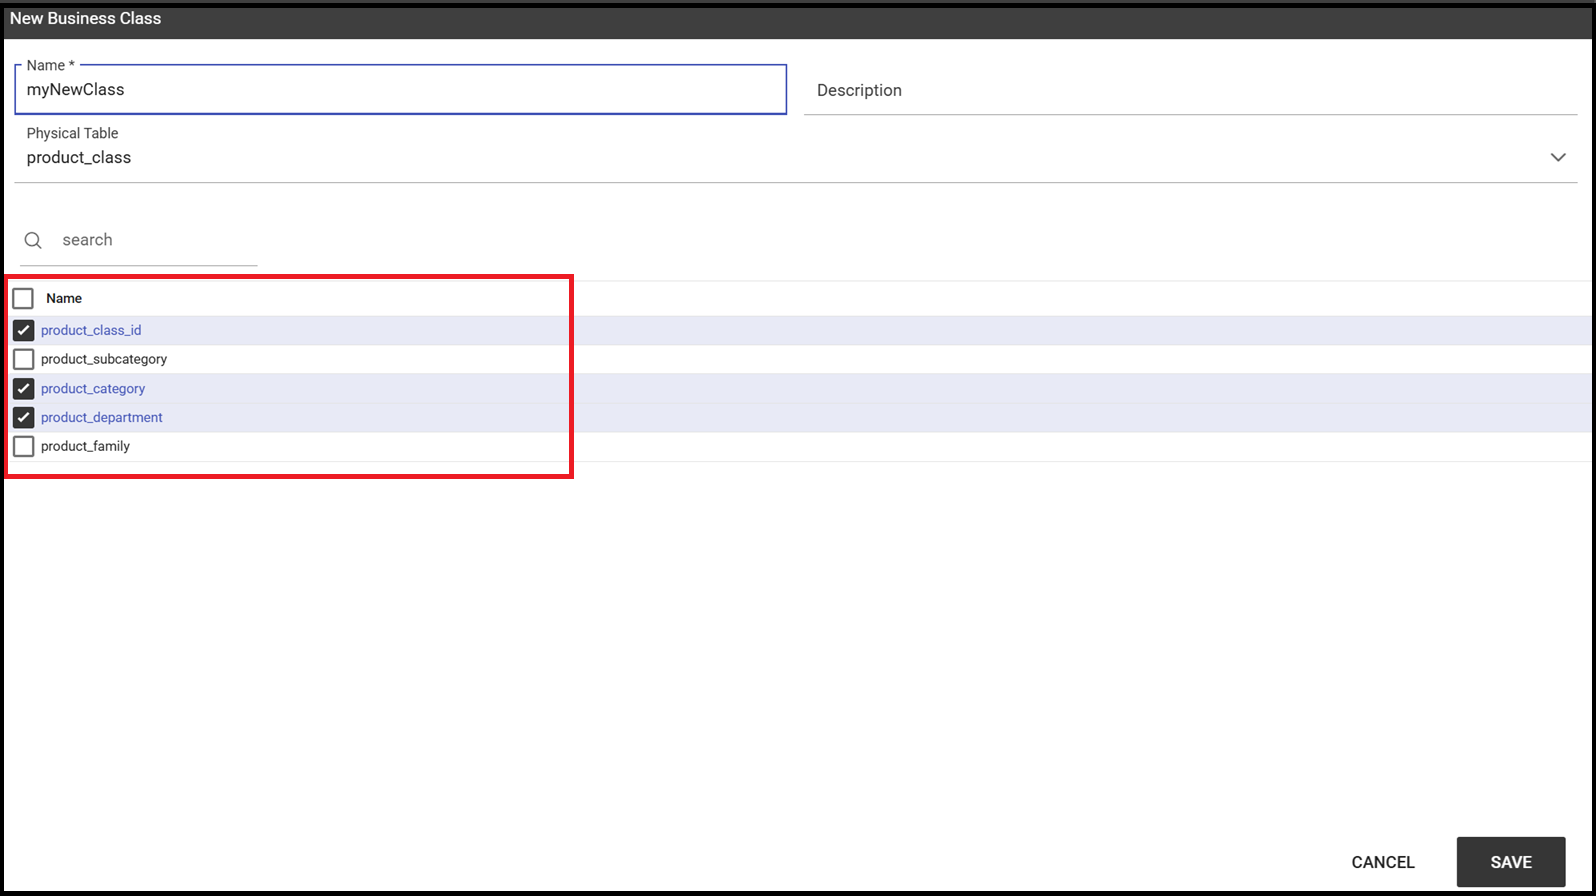 New Business Class
Name *
myNewClass
Description
Physical Table
product_class
search
Name
product_class_id
product_subcategory
product_category
product_department
product_family
CANCEL
SAVE